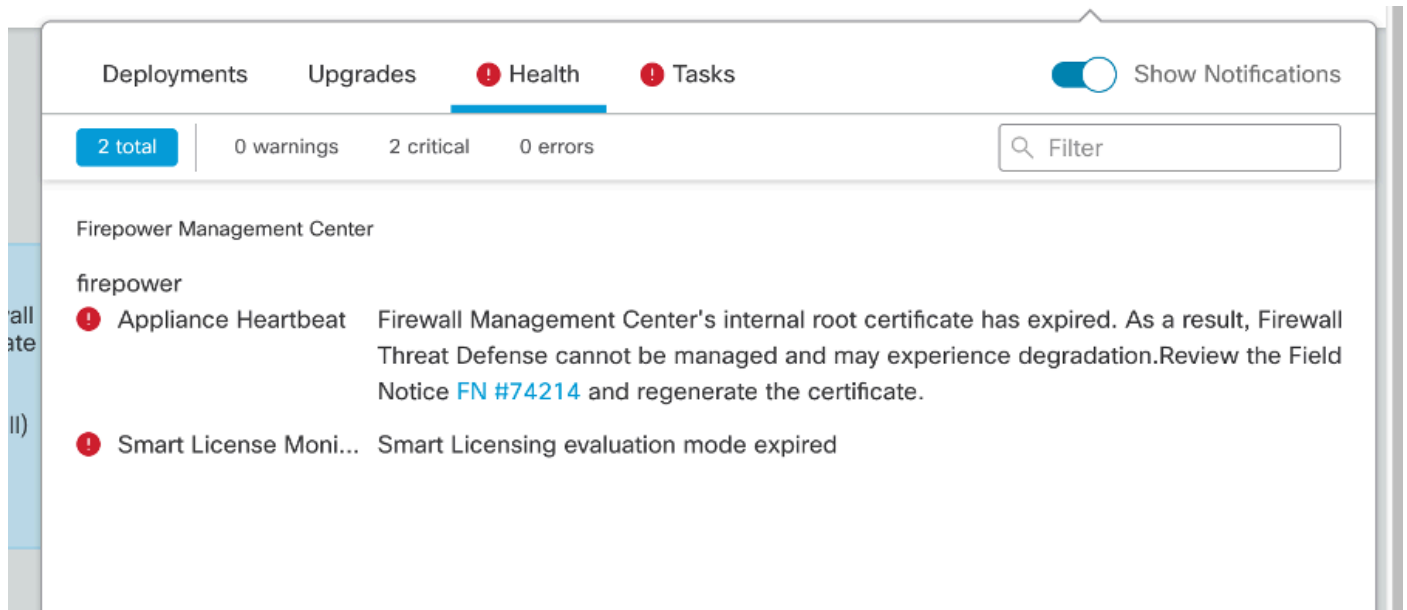 Deployments Upgrades Health Tasks Show Notifications
2 total 0 warnings 2 critical 0 errors Filter
Firepower Management Center
firepower
Appliance Heartbeat Firewall Management Center's internal root certificate has expired. As a result, Firewall
Threat Defense cannot be managed and may experience degradation.Review the Field
Notice FN #74214 and regenerate the certificate.
Smart License Moni... Smart Licensing evaluation mode expired
all
ate
ll)